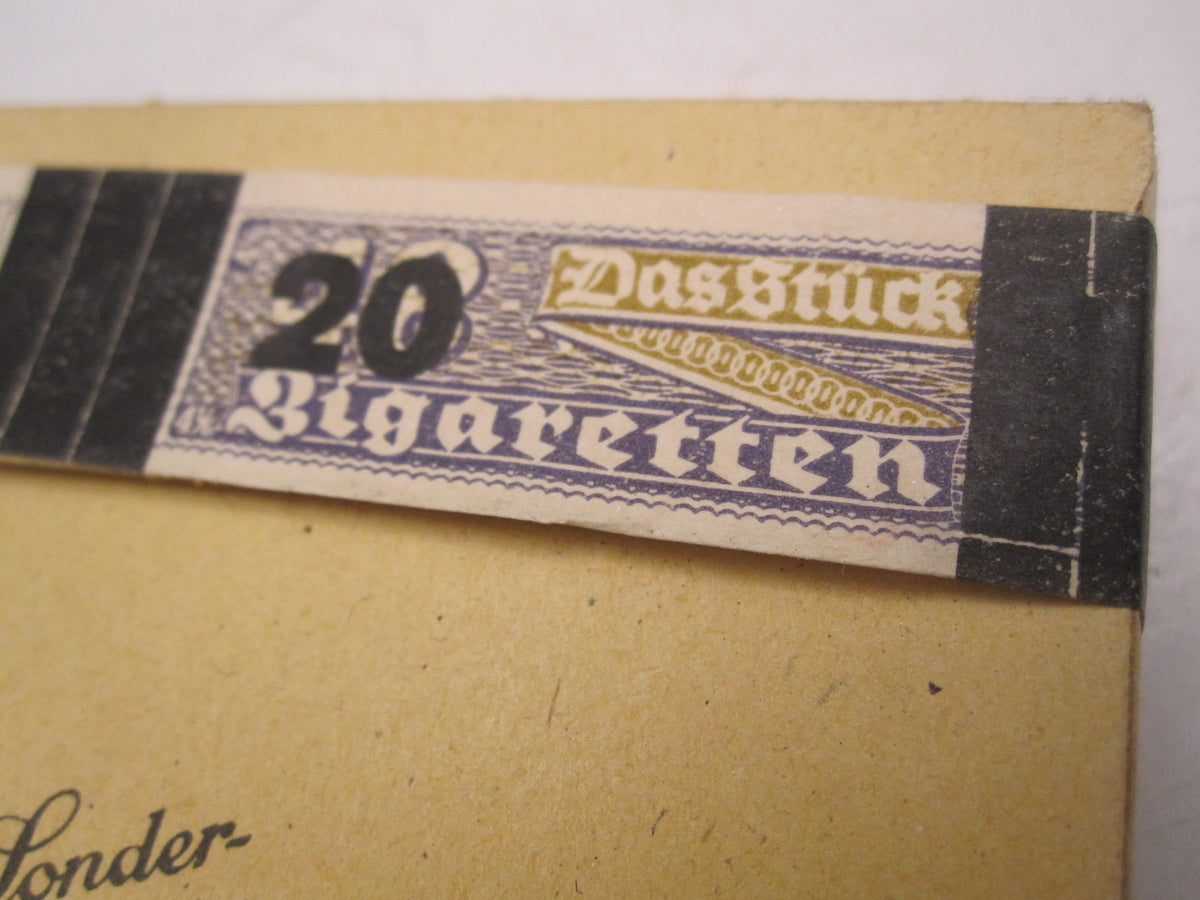 20
Das Stück
Zigaretten
Sonder-